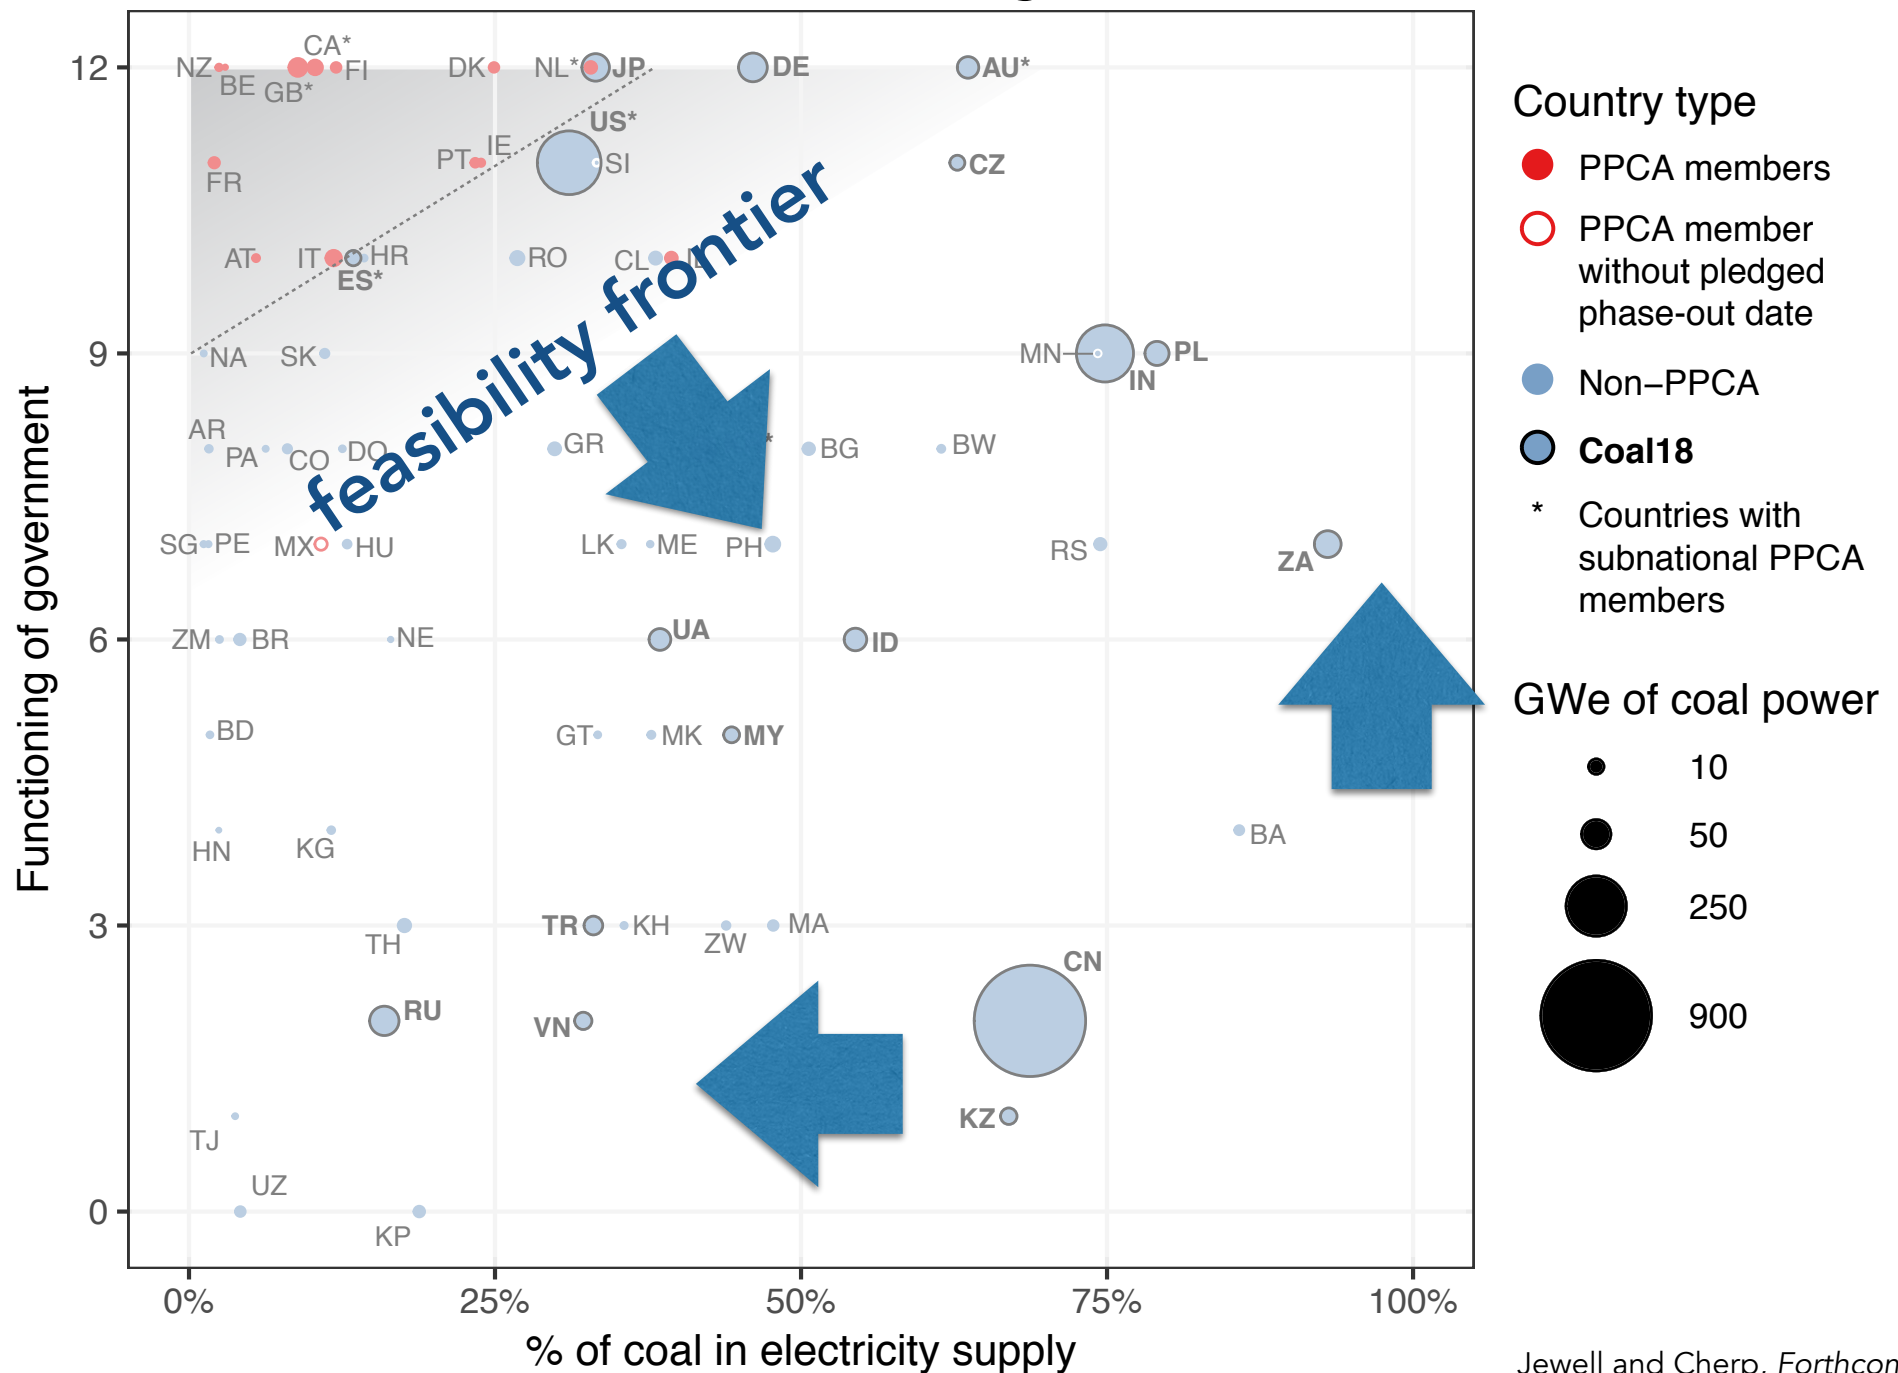 12
9
6
3
0
Functioning of government
0%
25%
50%
75%
100%
% of coal in electricity supply
NZ
BE
CA*
GB*
FI
DK
NL*
JP
DE
AU*
FR
PT
IE
US*
SI
CZ
AT
IT
ES*
HR
RO
CL
feasibility frontier
NA
SK
MN
IN
PL
AR
PA
CO
DO
GR
*
BG
BW
SG
PE
MX
HU
LK
ME
PH
RS
ZA
ZM
BR
NE
UA
ID
BD
GT
MK
MY
HN
KG
BA
TH
TR
KH
ZW
MA
RU
VN
CN
KZ
TJ
UZ
KP
Country type
PPCA members
PPCA member
without pledged
phase-out date
Non−PPCA
Coal18
* Countries with
subnational PPCA
members
GWe of coal power
10
50
250
900
Jewell and Cherp. Forthcon